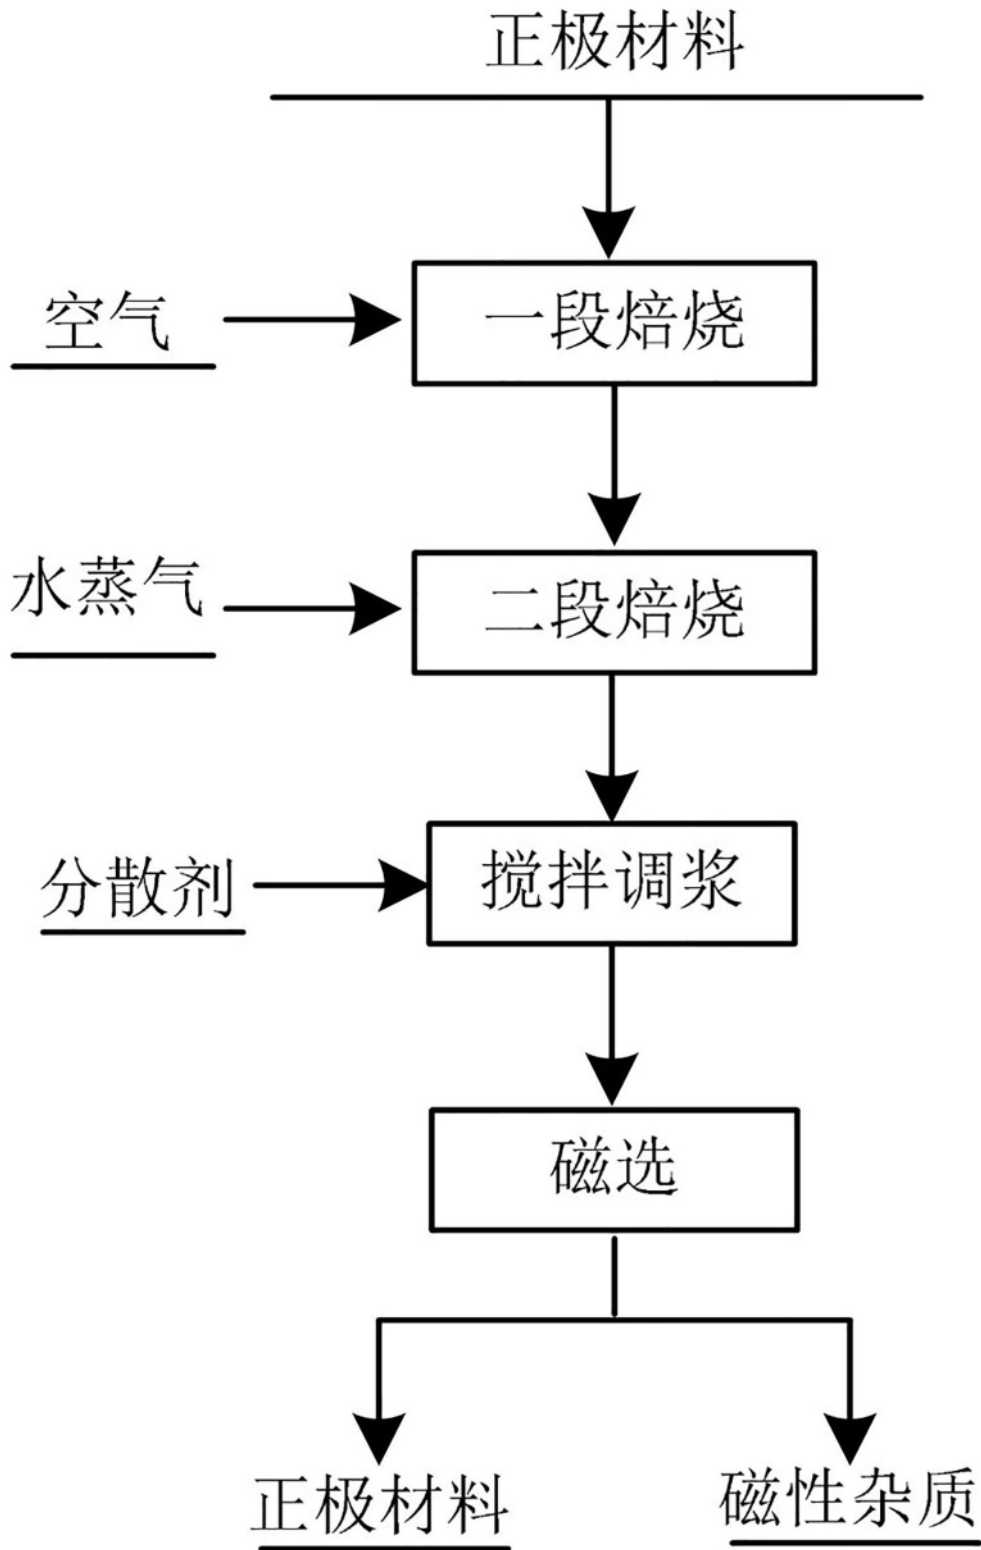 正极材料
空气
一段焙烧
水蒸气
二段焙烧
分散剂
搅拌调浆
磁选
正极材料
磁性杂质